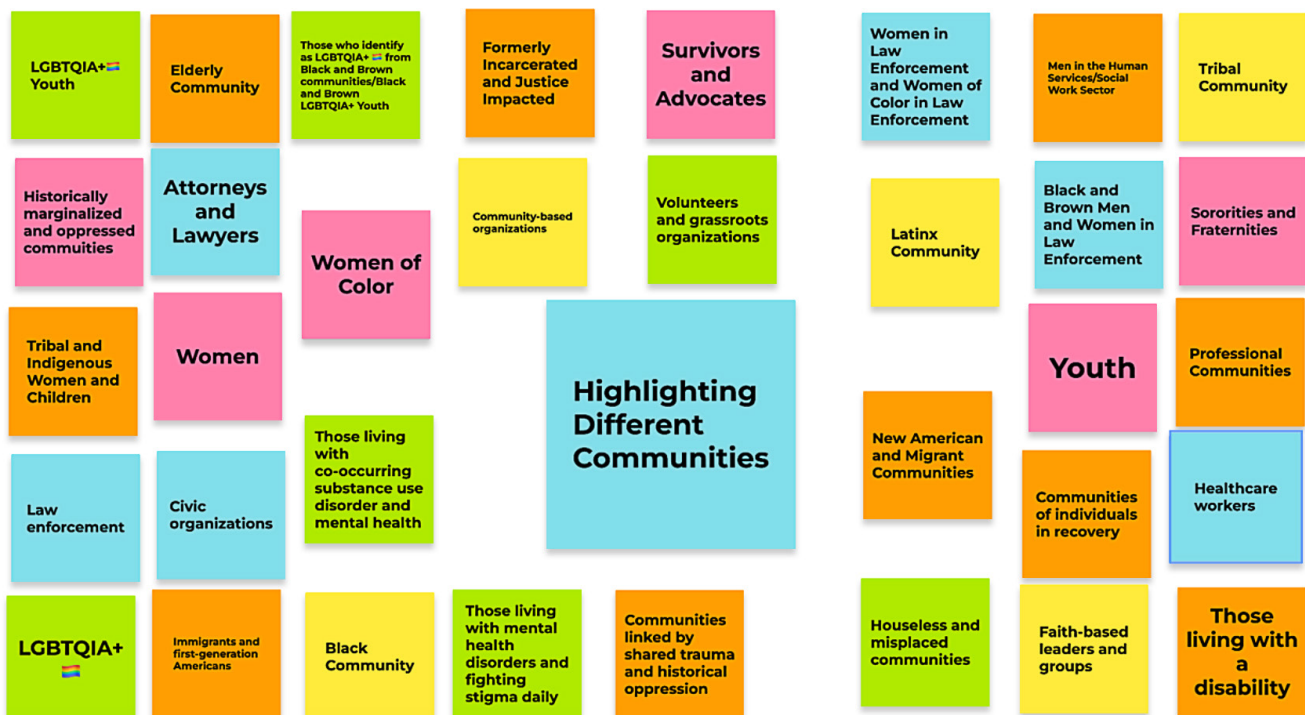 LGBTQIA+🏳️‍🌈
Youth
Elderly
Community
Those who identify
as LGBTQIA+ 🏳️‍🌈 from
Black and Brown
communities/Black
and Brown
LGBTQIA+ Youth
Formerly
Incarcerated
and Justice
Impacted
Survivors
and
Advocates
Women in
Law
Enforcement
and Women of
Color in Law
Enforcement
Men in the Human
Services/Social
Work Sector
Tribal
Community
Historically
marginalized
and oppressed
commuities
Attorneys
and
Lawyers
Women of
Color
Community-based
organizations
Volunteers
and grassroots
organizations
Latinx
Community
Black and
Brown Men
and Women in
Law
Enforcement
Sororities and
Fraternities
Tribal and
Indigenous
Women and
Children
Women
Highlighting
Different
Communities
Youth
Professional
Communities
Law
enforcement
Civic
organizations
Those living
with
co-occurring
substance use
disorder and
mental health
New American
and Migrant
Communities
Communities
of individuals
in recovery
Healthcare
workers
LGBTQIA+
🏳️‍🌈
Immigrants and
first-generation
Americans
Black
Community
Those living
with mental
health
disorders and
fighting
stigma daily
Communities
linked by
shared trauma
and historical
oppression
Houseless and
misplaced
communities
Faith-based
leaders and
groups
Those
living with
a
disability